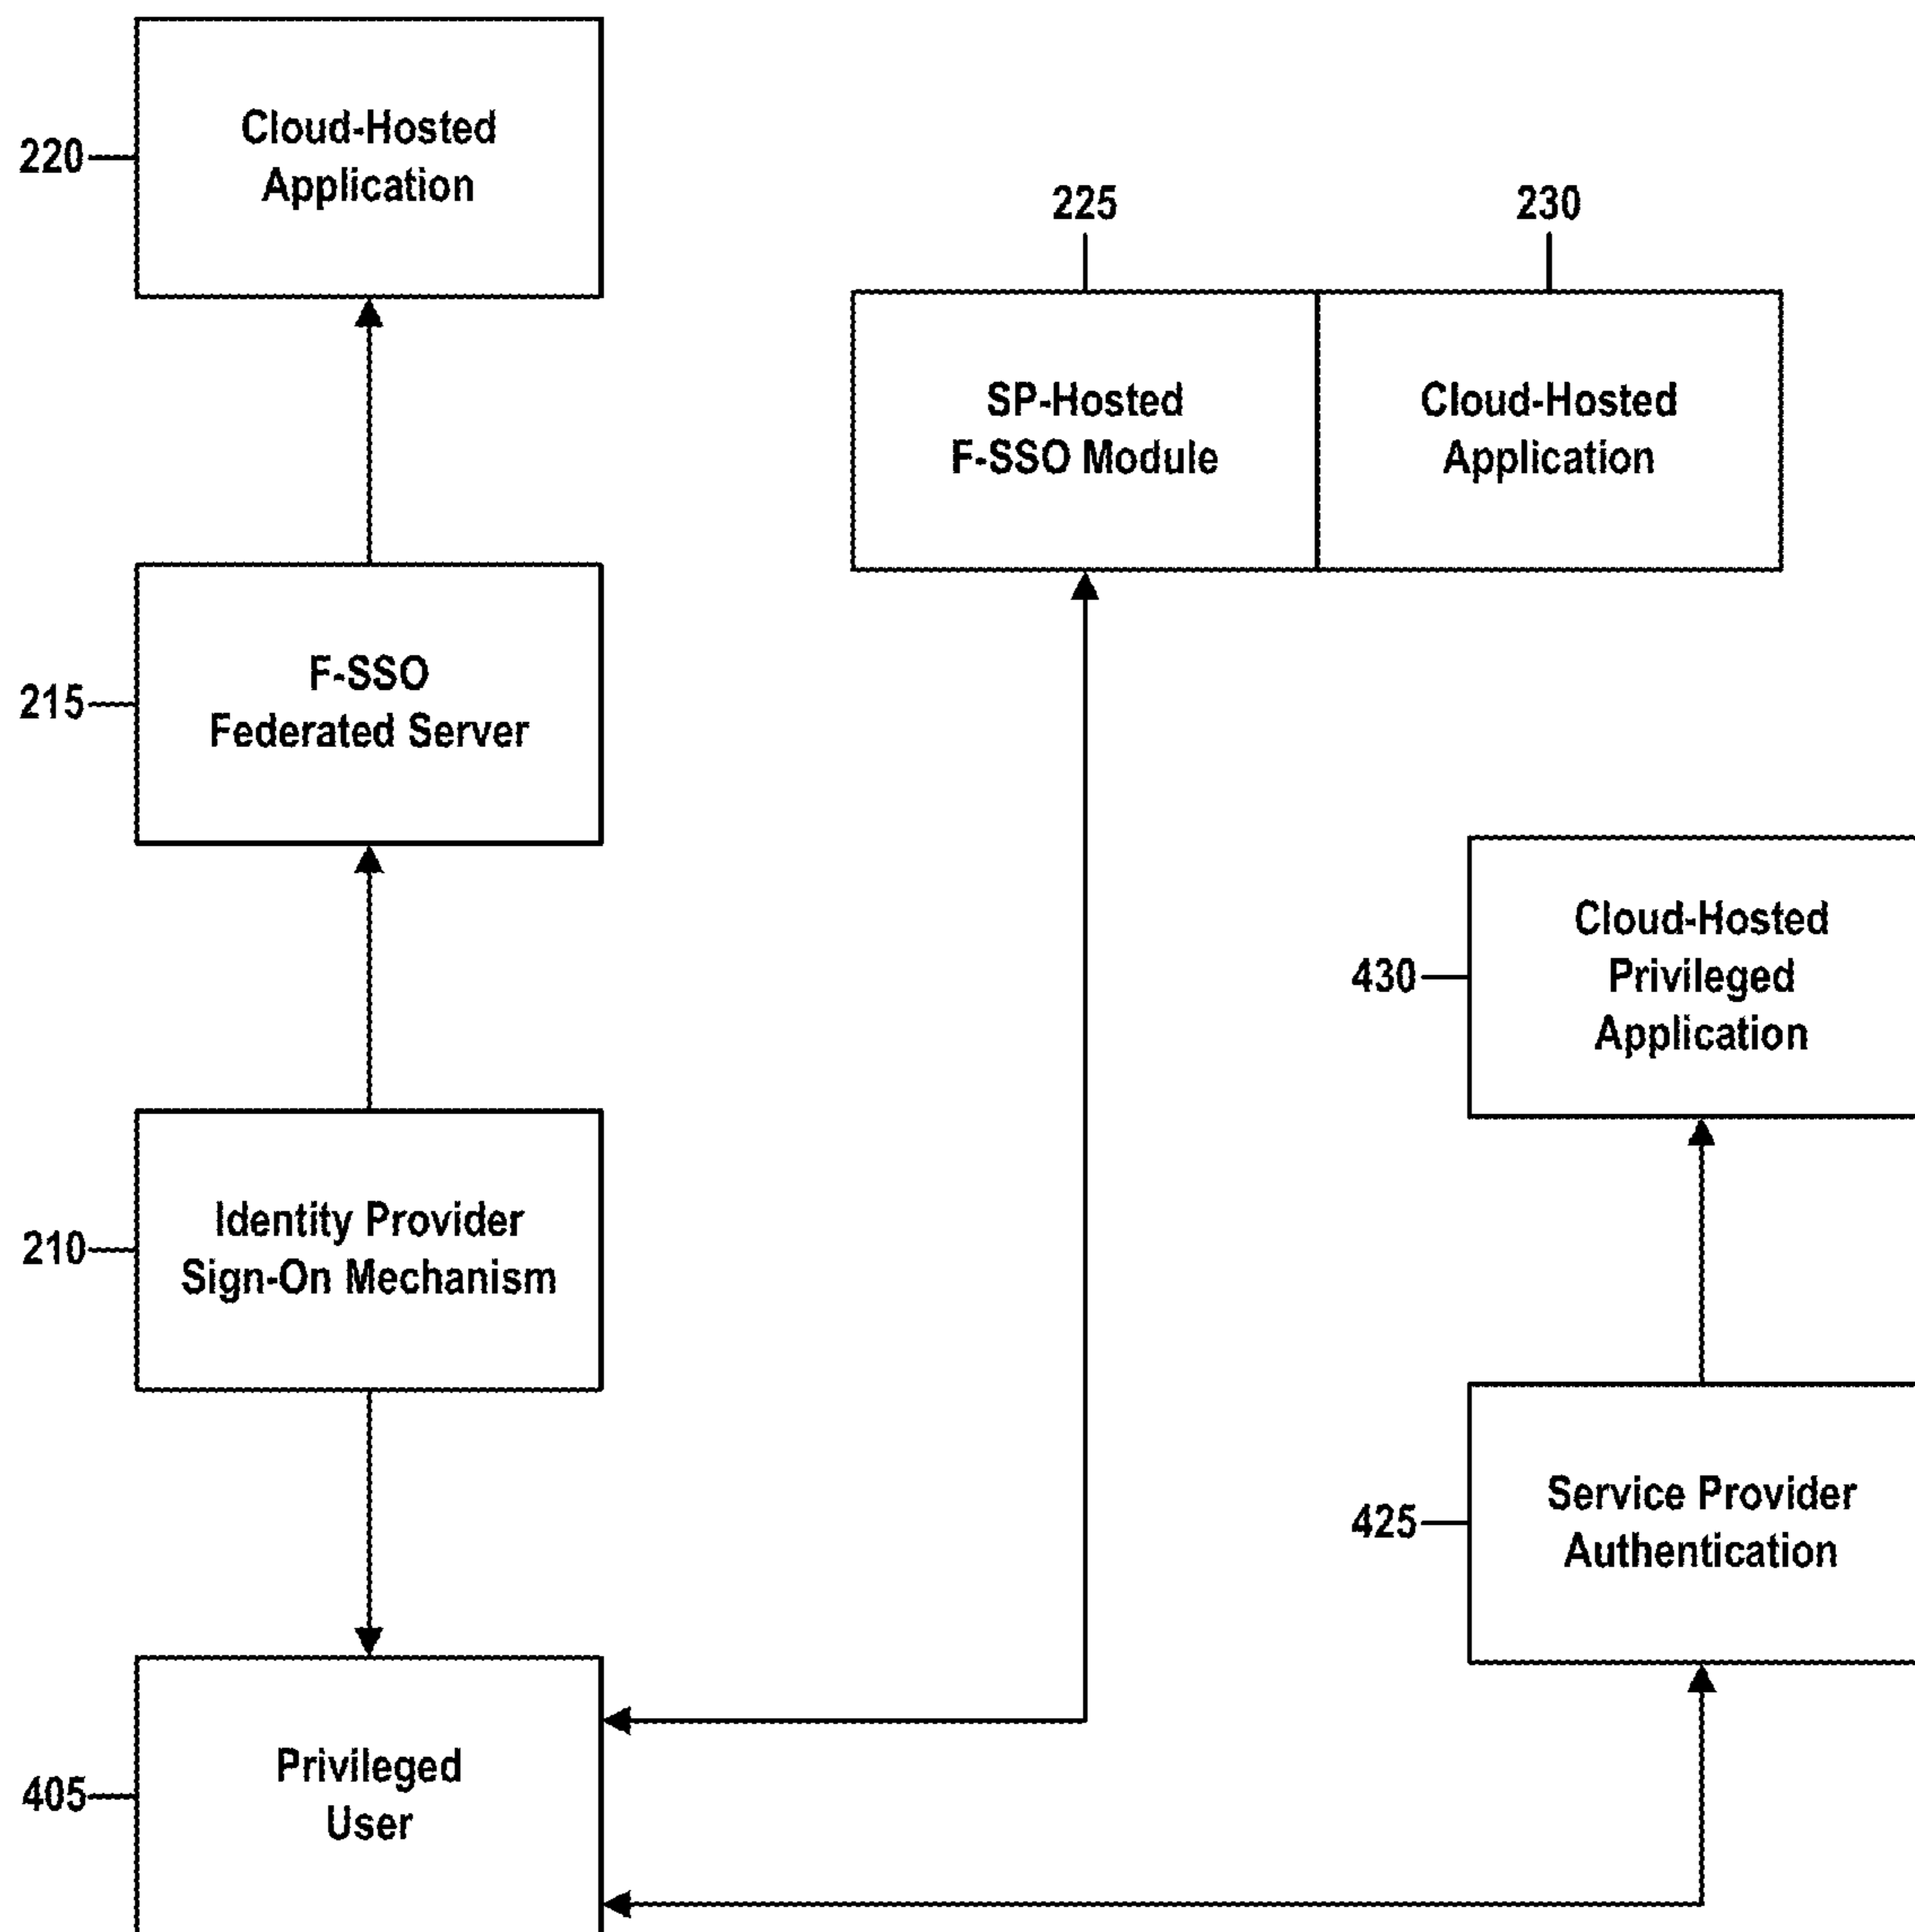 Cloud-Hosted
Application
220
225
230
SP-Hosted
F-SSO Module
Cloud-Hosted
Application
F-SSO
Federated Server
215
Cloud-Hosted
Privileged
Application
430
Identity Provider
Sign-On Mechanism
210
Service Provider
Authentication
425
Privileged
User
405